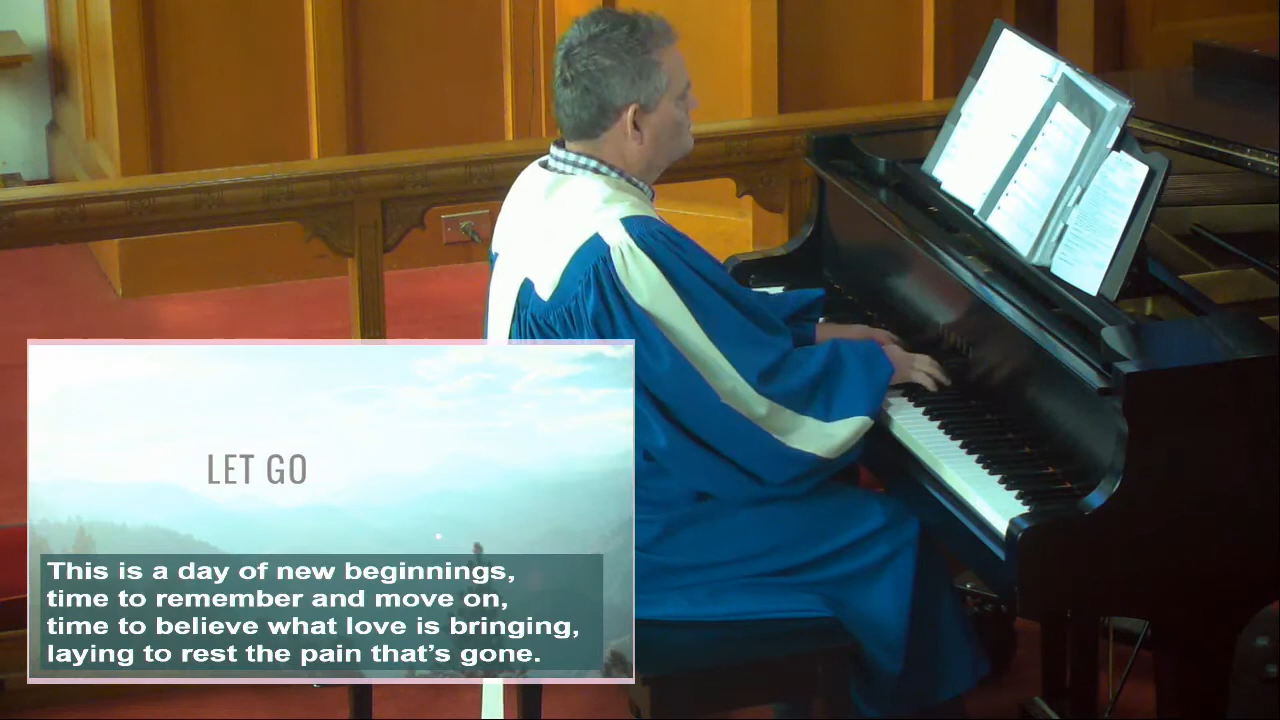 LET GO
This is a day of new beginnings,
time to remember and move on,
time to believe what love is bringing,
laying to rest the pain that's gone.